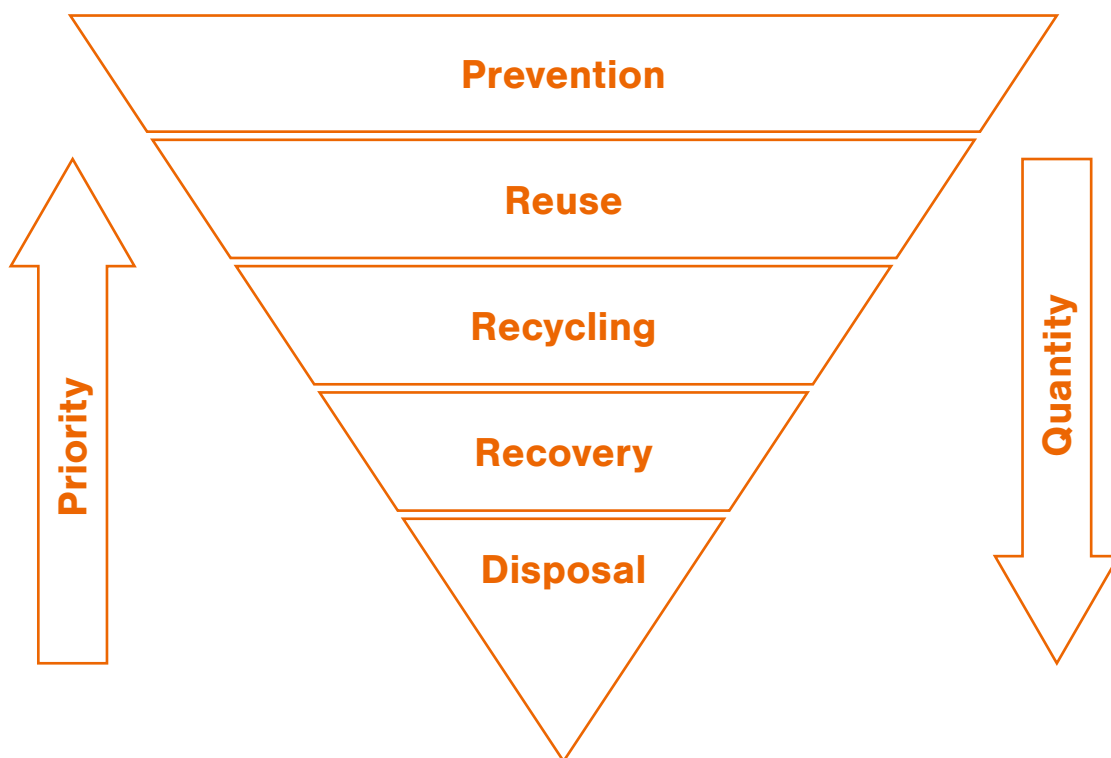 Prevention
Reuse
Recycling
Recovery
Disposal
Priority
Quantity